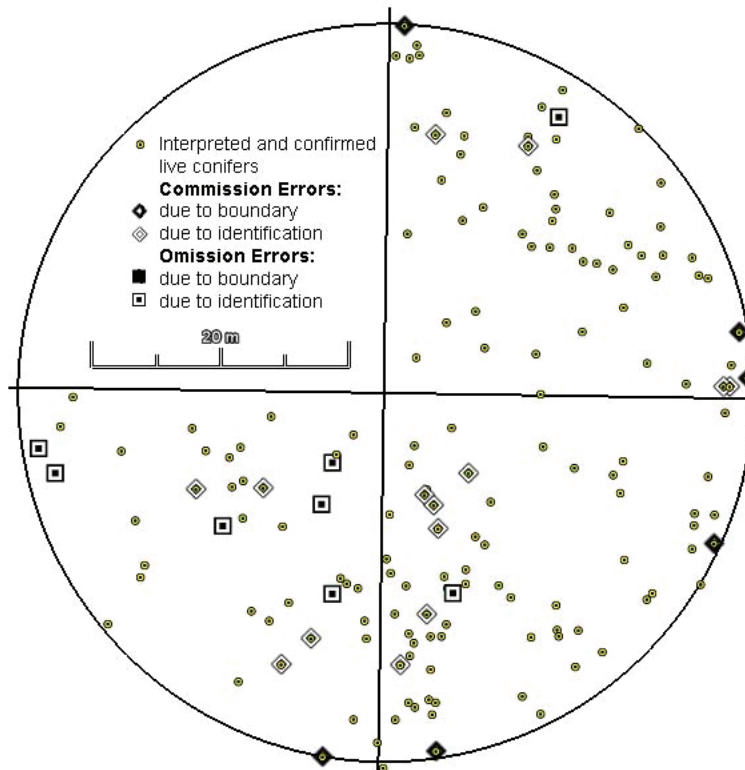 Interpreted and confirmed
live conifers
Commission Errors:
due to boundary
due to identification
Omission Errors:
due to boundary
due to identification
20 m